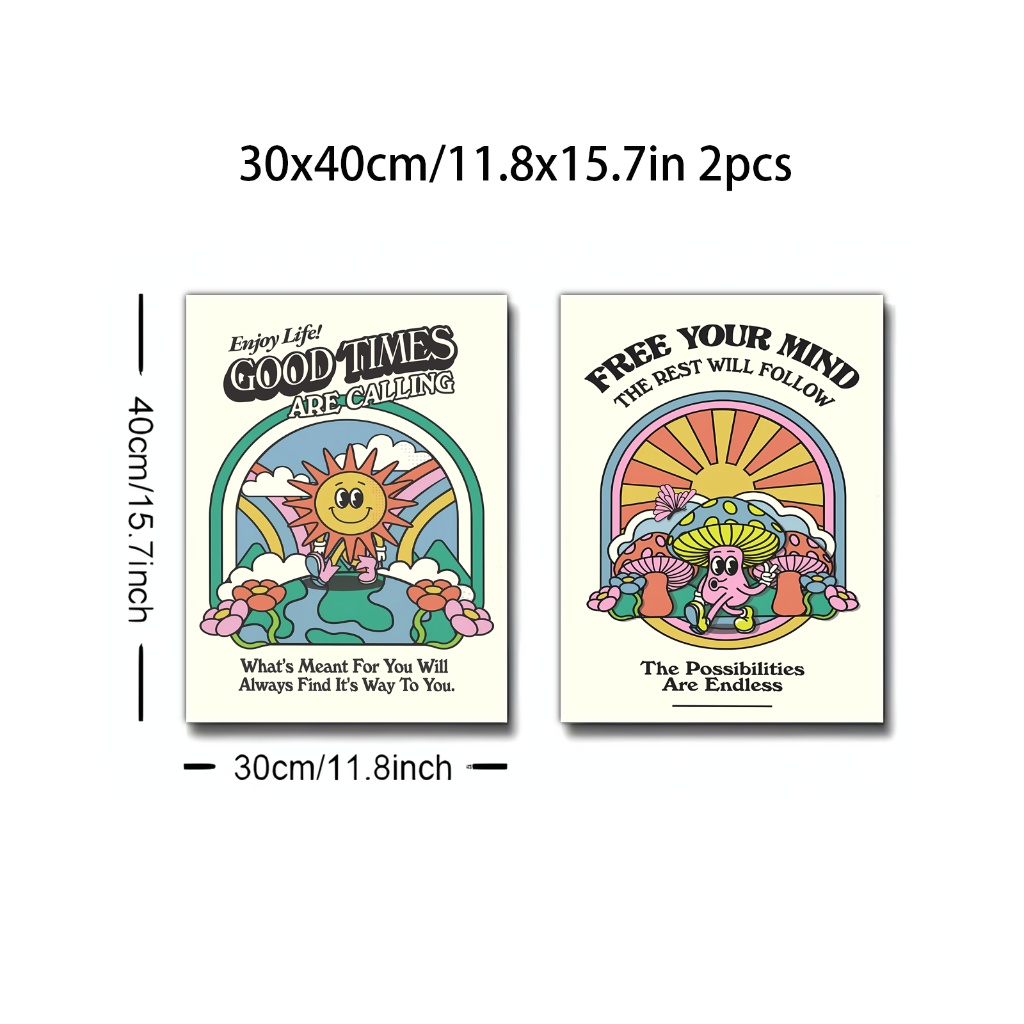 30x40cm/11.8x15.7in 2pcs
40cm/15.7inch
Enjoy Life!
GOOD TIMES
ARE CALLING
What's Meant For You Will
Always Find It's Way To You.
FREE YOUR MIND
THE REST WILL FOLLOW
The Possibilities
Are Endless
30cm/11.8inch